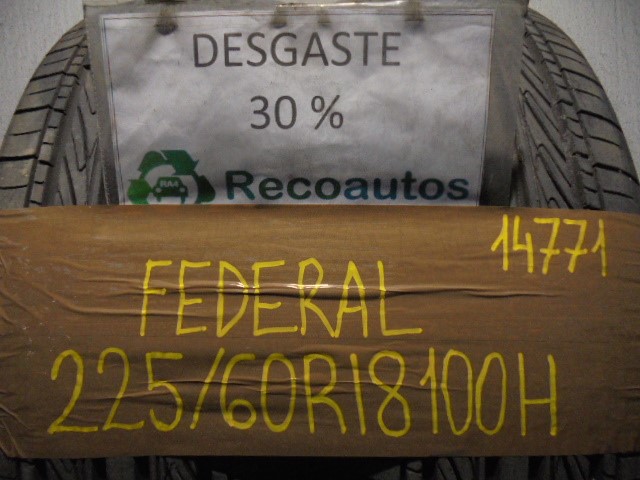 DESGASTE
30 %
Recoautos
14771
FEDERAL
225/60R18100H